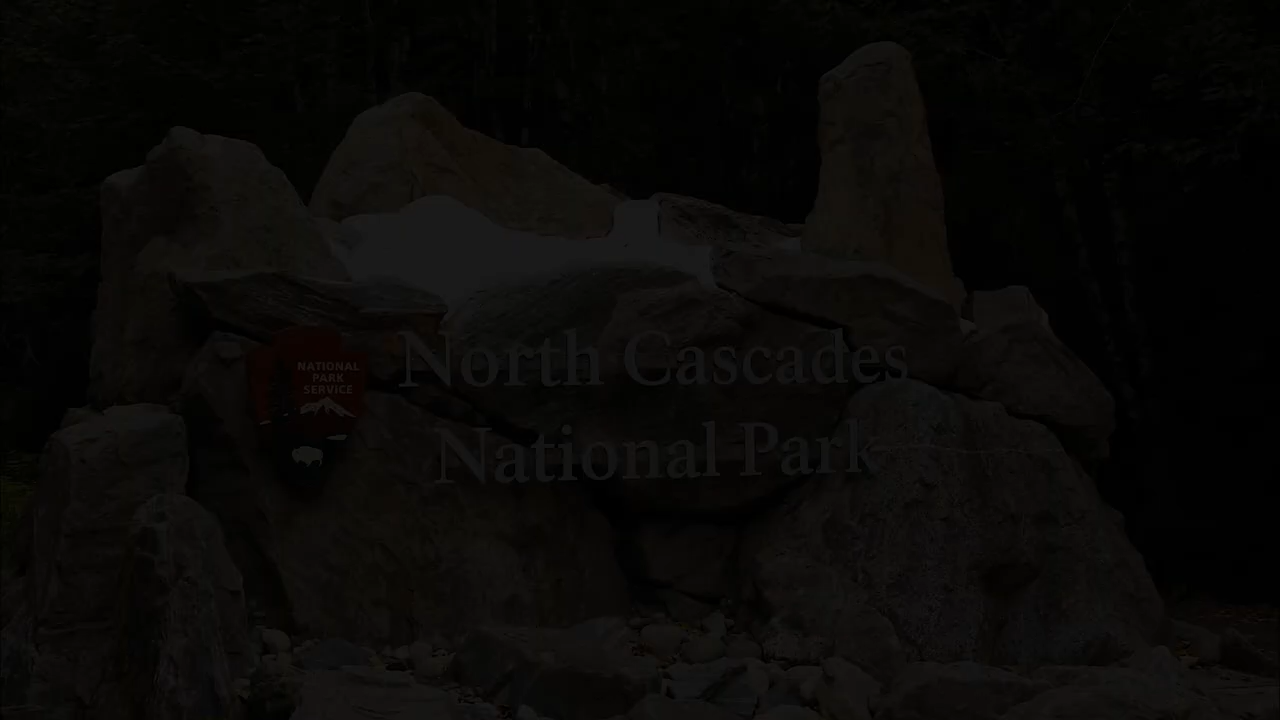 North Cascades
National Park
NATIONAL
PARK
SERVICE